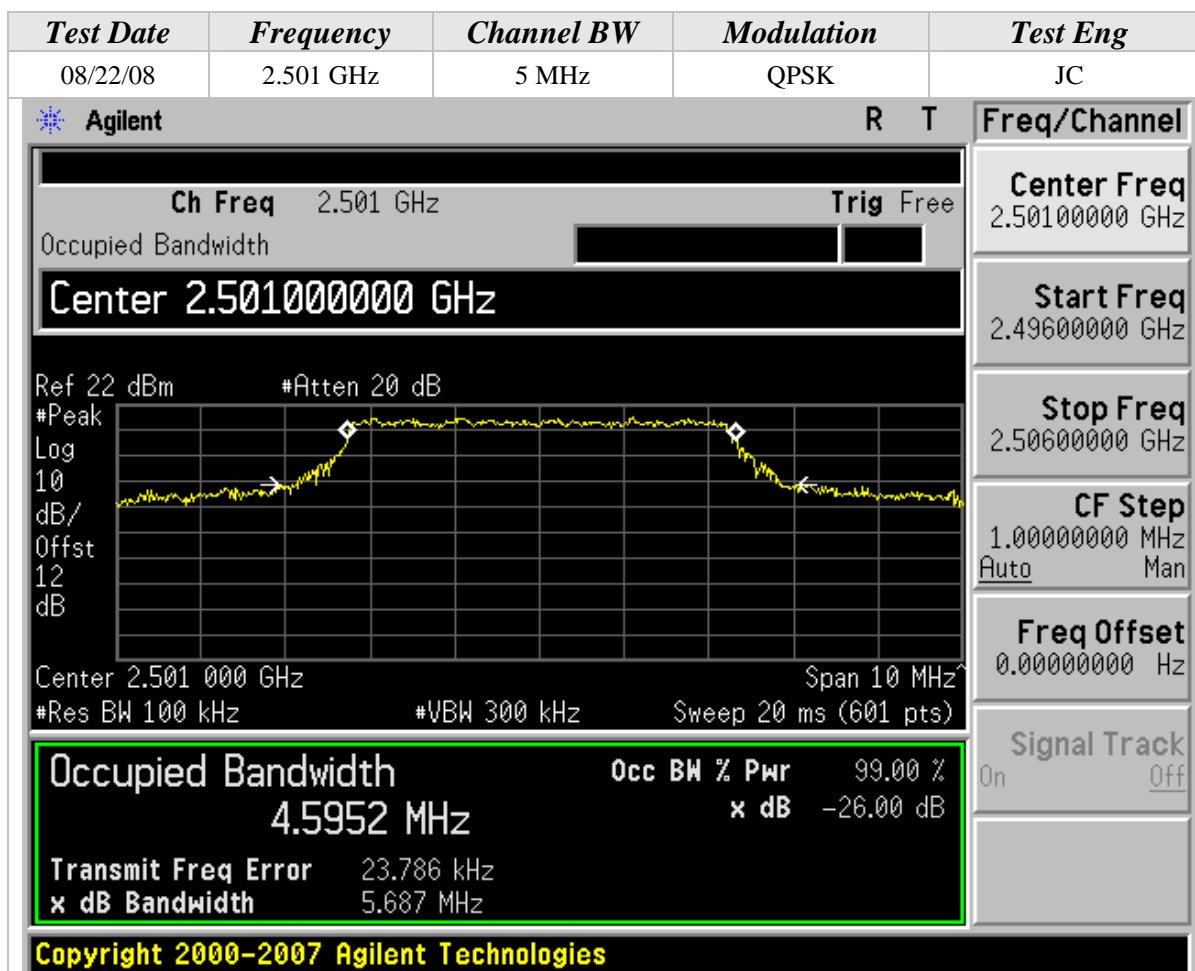 Test Date Frequency Channel BW Modulation Test Eng
08/22/08 2.501 GHz 5 MHz QPSK JC
Agilent R T Freq/Channel
Ch Freq 2.501 GHz Trig Free
Occupied Bandwidth
Center 2.501000000 GHz
Ref 22 dBm #Atten 20 dB
#Peak
Log
10
dB/
Offst
12
dB
Center 2.501 000 GHz Span 10 MHz^
#Res BW 100 kHz #VBW 300 kHz Sweep 20 ms (601 pts)
Occupied Bandwidth Occ BW % Pwr 99.00 %
4.5952 MHz x dB -26.00 dB
Transmit Freq Error 23.786 kHz
x dB Bandwidth 5.687 MHz
Copyright 2000-2007 Agilent Technologies
Center Freq
2.50100000 GHz
Start Freq
2.49600000 GHz
Stop Freq
2.50600000 GHz
CF Step
1.00000000 MHz
Auto Man
Freq Offset
0.00000000 Hz
Signal Track
On Off